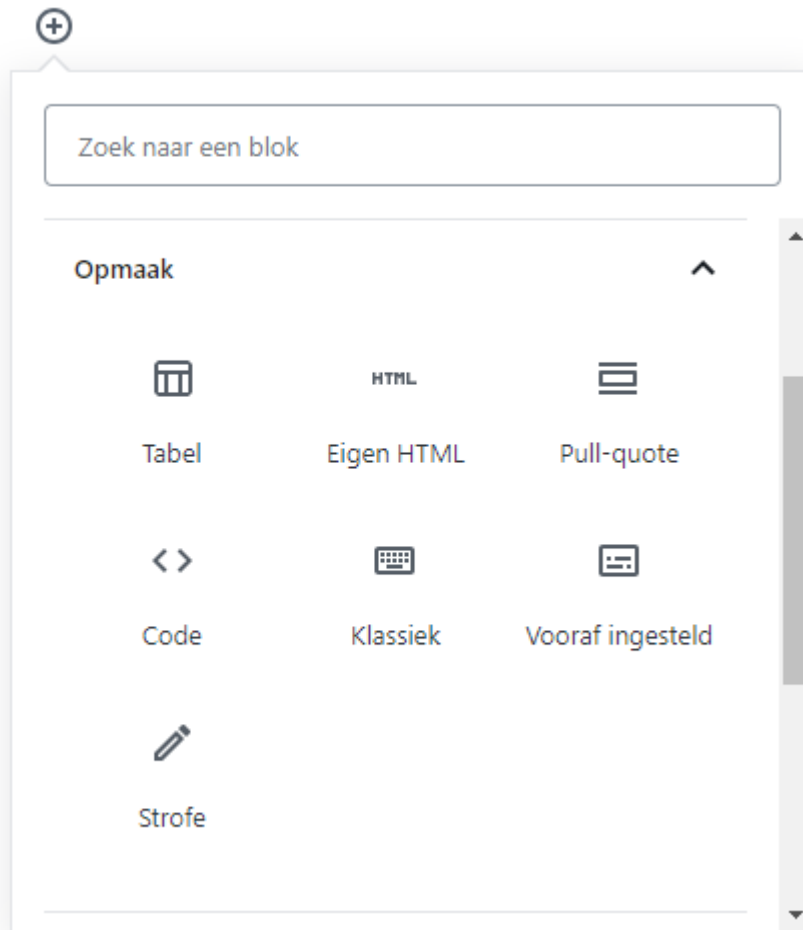 Zoek naar een blok
Opmaak
HTML
Tabel Eigen HTML Pull-quote
Code Klassiek Vooraf ingesteld
Strofe